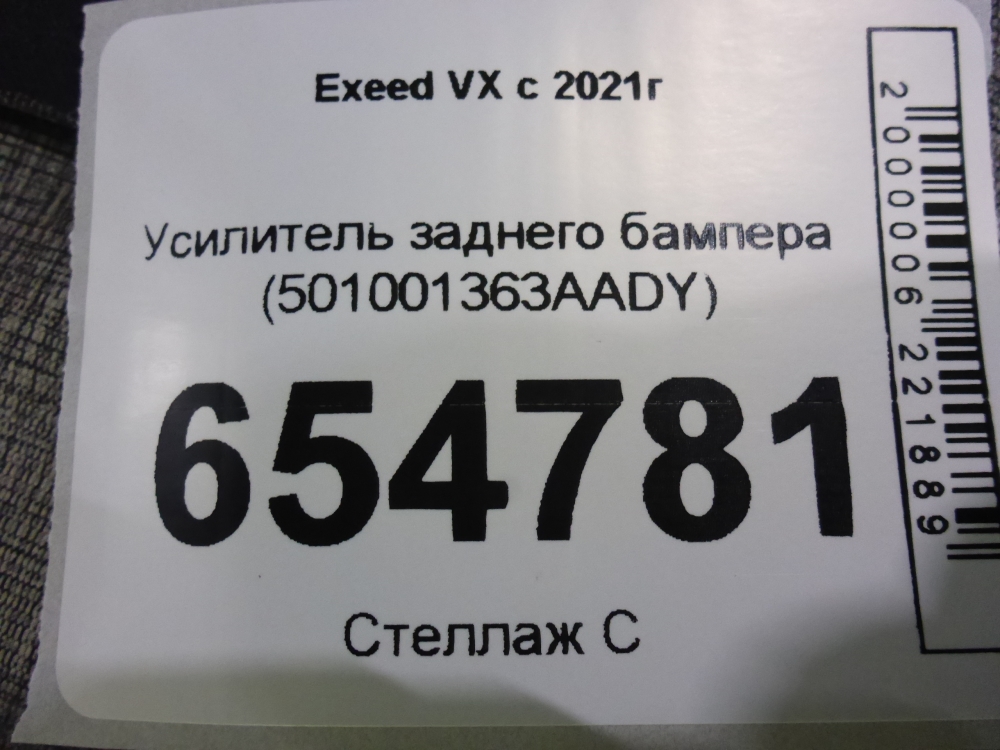 Exeed VX с 2021г
Усилитель заднего бампера
(501001363AADY)
654781
Стеллаж С
2000006221889